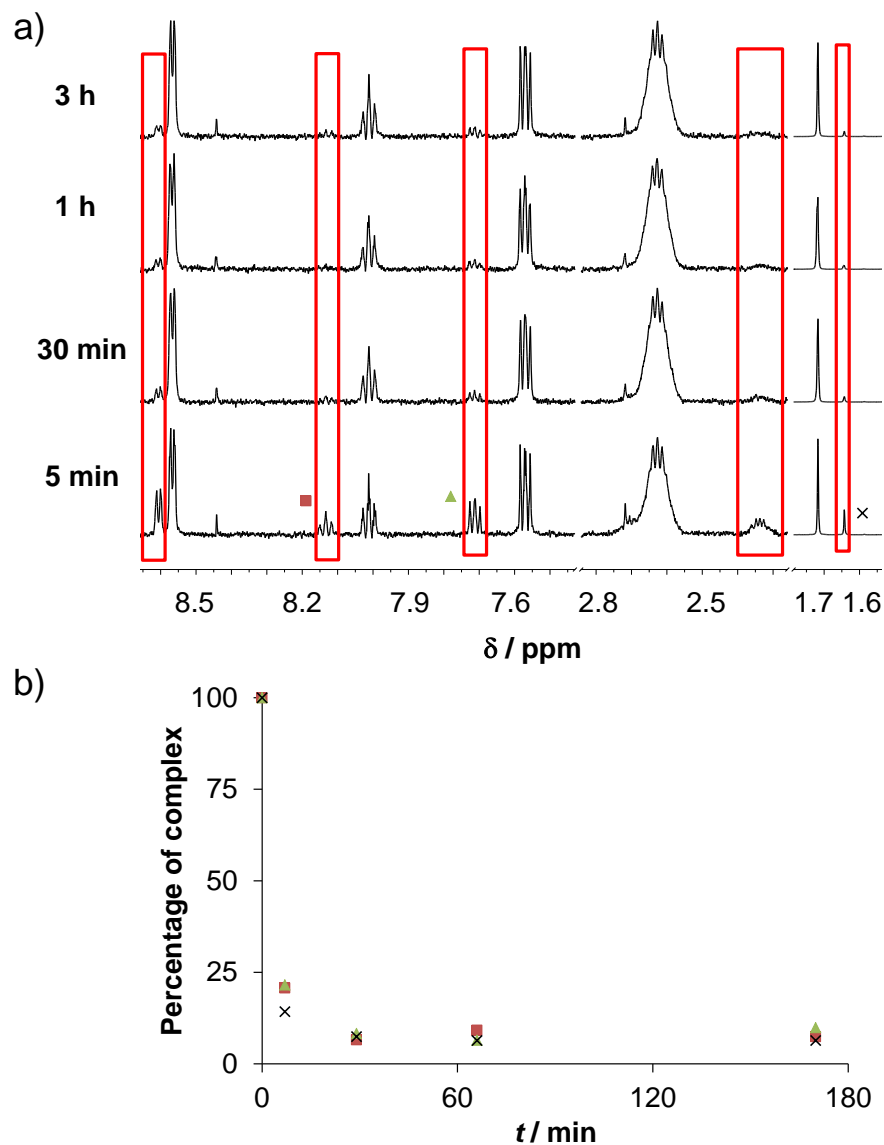 a)
3 h
1 h
30 min
5 min
8.5 8.2 7.9 7.6 2.8 2.5 1.7 1.6
δ / ppm
b)
100
75
50
25
0
Percentage of complex
0 60 120 180
t / min